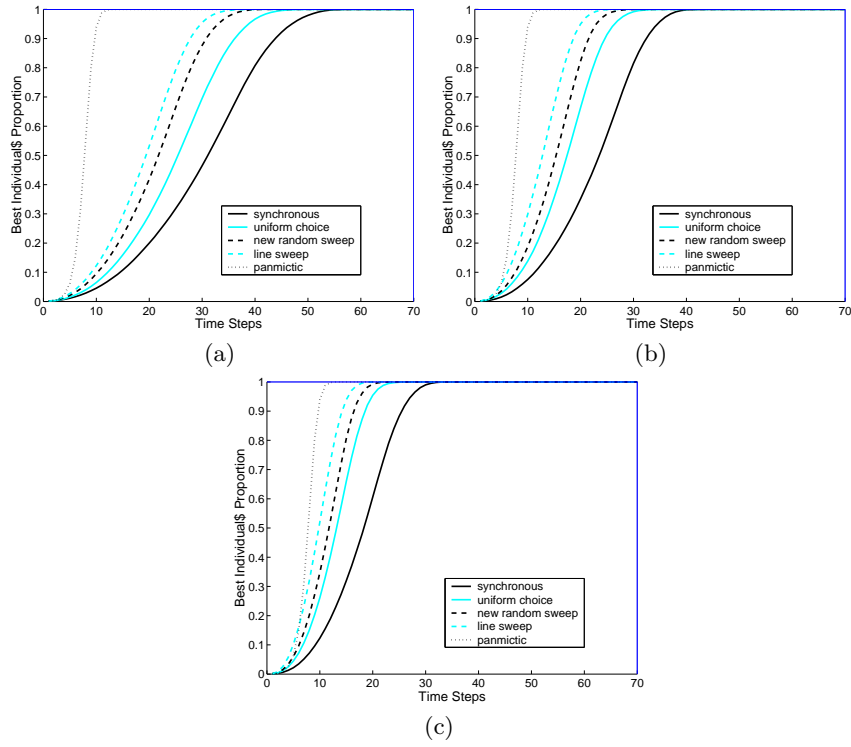 1
0.9
0.8
0.7
0.6
0.5
0.4
0.3
0.2
0.1
0
Best Individual$ Proportion
synchronous
uniform choice
new random sweep
line sweep
panmictic
0 10 20 30 40 50 60 70
Time Steps
(a)
1
0.9
0.8
0.7
0.6
0.5
0.4
0.3
0.2
0.1
0
Best Individual$ Proportion
synchronous
uniform choice
new random sweep
line sweep
panmictic
0 10 20 30 40 50 60 70
Time Steps
(b)
1
0.9
0.8
0.7
0.6
0.5
0.4
0.3
0.2
0.1
0
Best Individual$ Proportion
synchronous
uniform choice
new random sweep
line sweep
panmictic
0 10 20 30 40 50 60 70
Time Steps
(c)